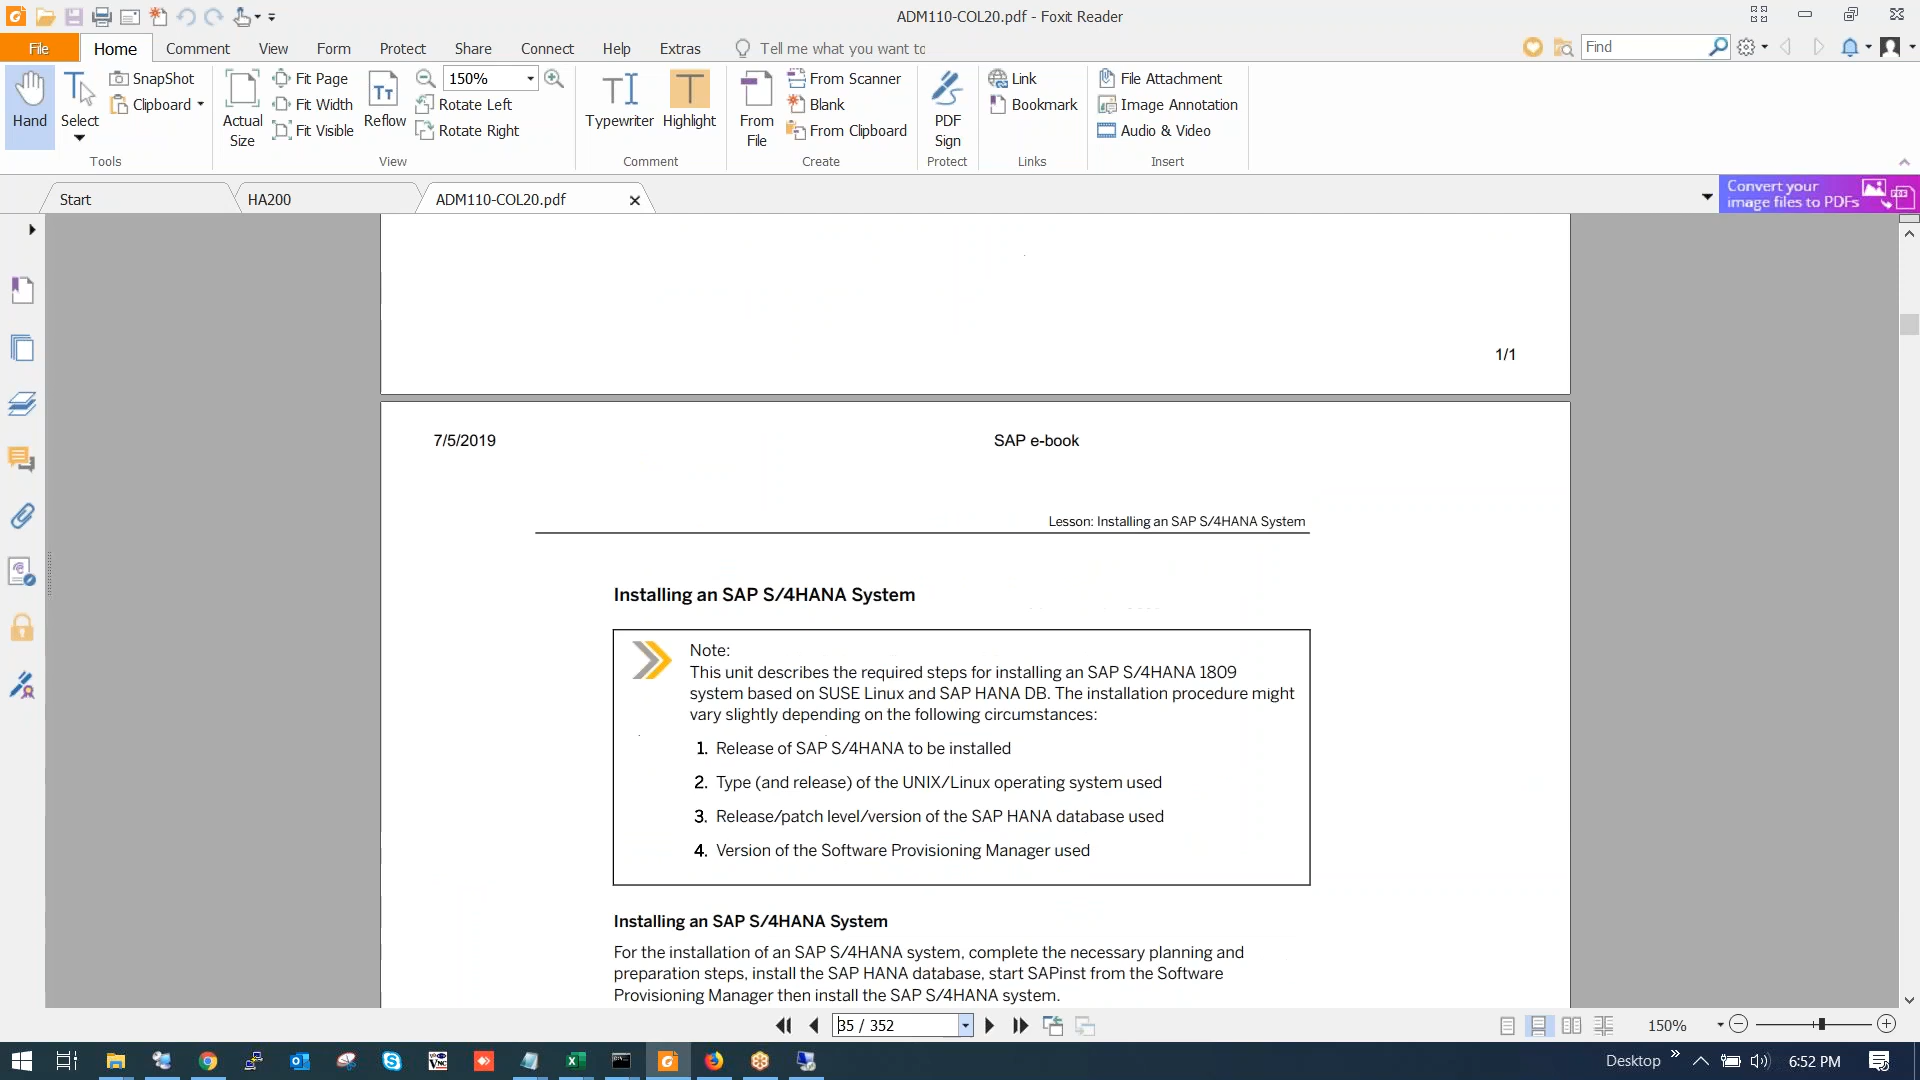 ADM110-COL20.pdf - Foxit Reader
File Home Comment View Form Protect Share Connect Help Extras Tell me what you want to Find
Hand
Select
SnapShot
Clipboard
Tools
Actual
Size
Fit Page
Fit Width
Fit Visible
Reflow
150%
Rotate Left
Rotate Right
View
Typewriter
Highlight
Comment
From
File
From Scanner
Blank
From Clipboard
Create
PDF
Sign
Protect
Link
Bookmark
Links
File Attachment
Image Annotation
Audio & Video
Insert
Start HA200 ADM110-COL20.pdf
Convert your
image files to PDFs
1/1
7/5/2019 SAP e-book
Lesson: Installing an SAP S/4HANA System
Installing an SAP S/4HANA System
Note:
This unit describes the required steps for installing an SAP S/4HANA 1809
system based on SUSE Linux and SAP HANA DB. The installation procedure might
vary slightly depending on the following circumstances:
1. Release of SAP S/4HANA to be installed
2. Type (and release) of the UNIX/Linux operating system used
3. Release/patch level/version of the SAP HANA database used
4. Version of the Software Provisioning Manager used
Installing an SAP S/4HANA System
For the installation of an SAP S/4HANA system, complete the necessary planning and
preparation steps, install the SAP HANA database, start SAPinst from the Software
Provisioning Manager then install the SAP S/4HANA system.
35 / 352
150%
Desktop
6:52 PM